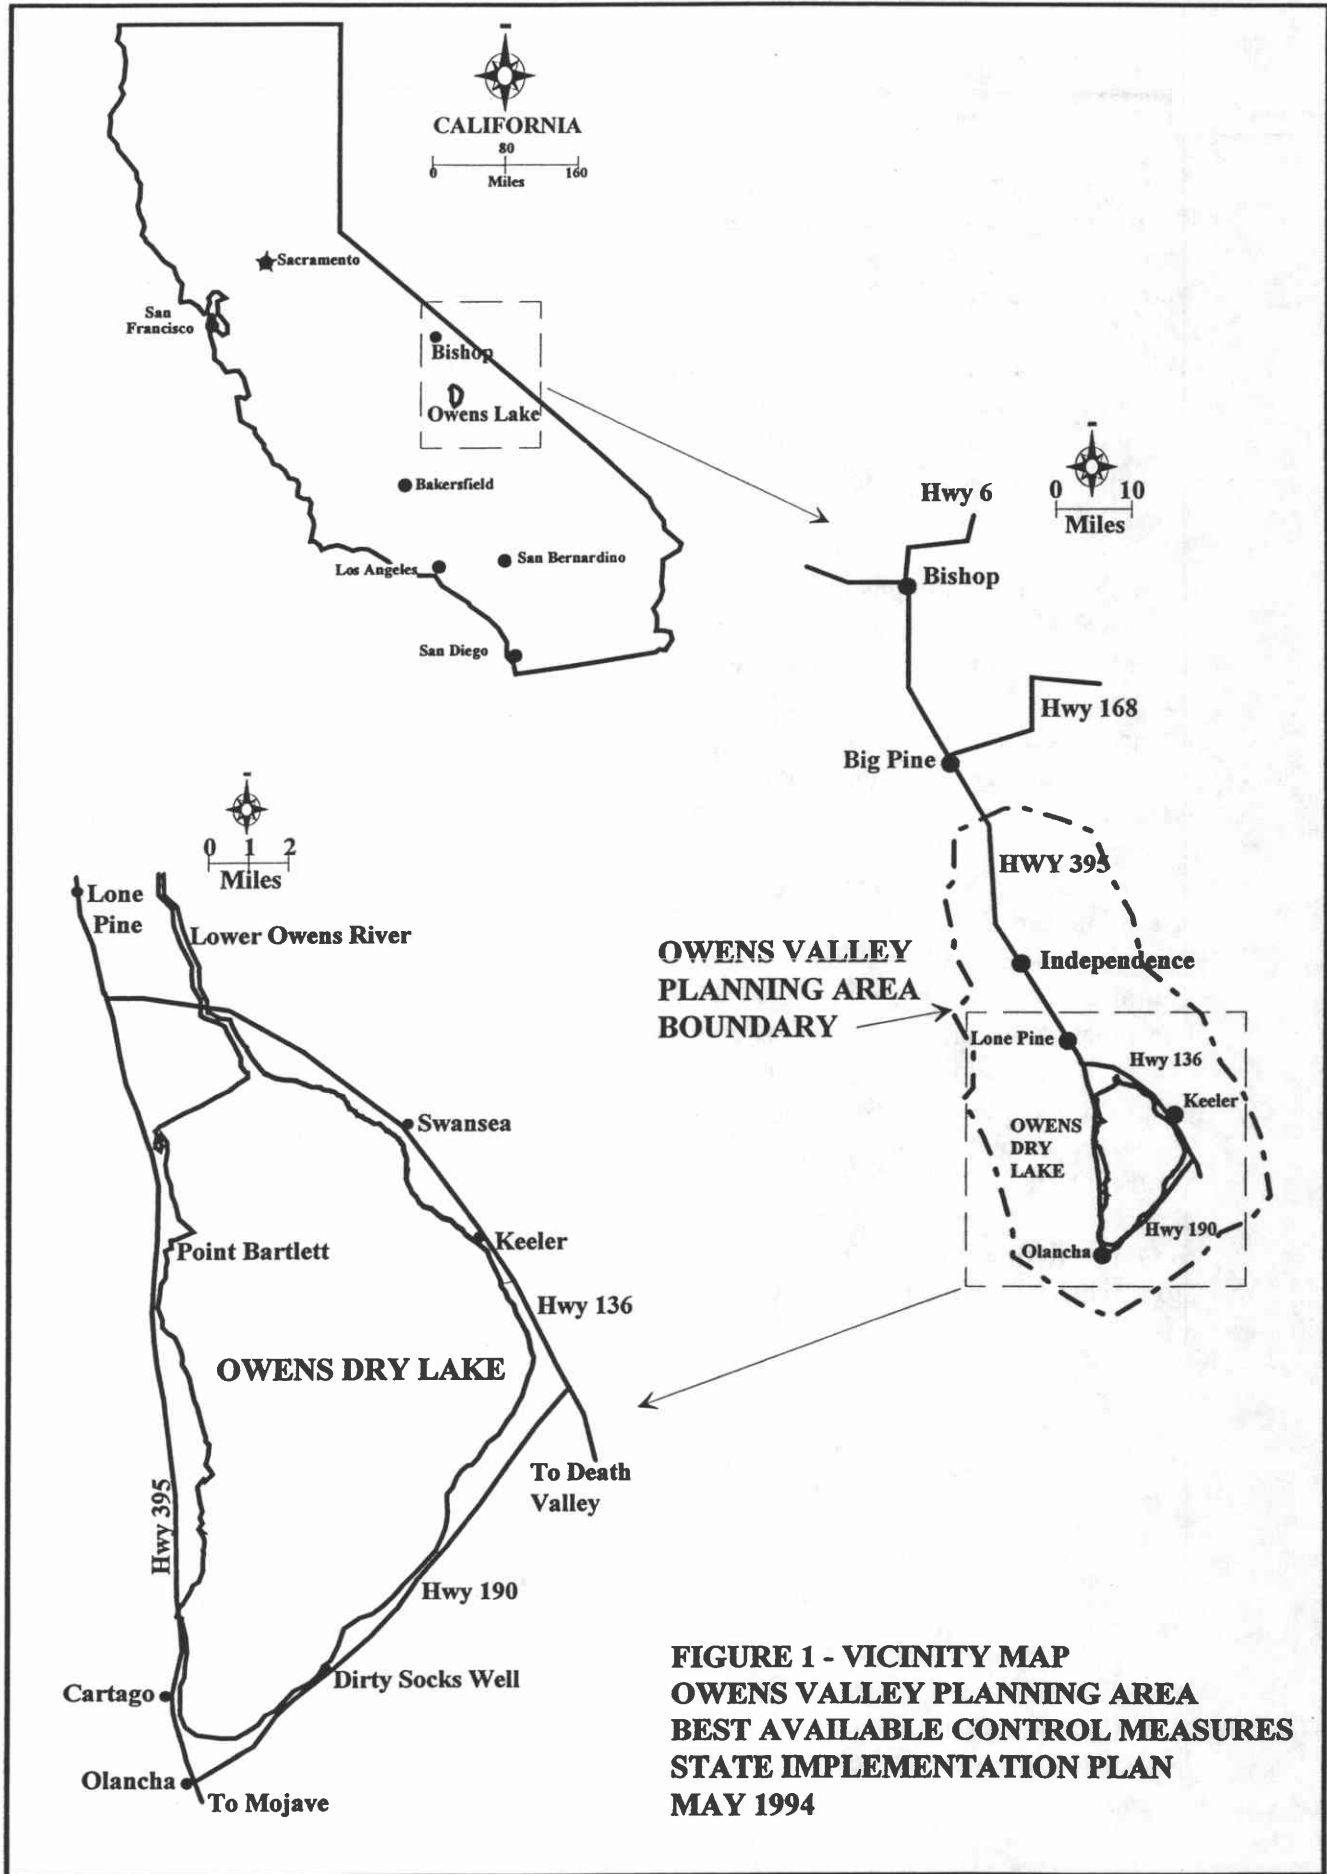 CALIFORNIA
80
0 160
Miles
Sacramento
San
Francisco
Bishop
Owens Lake
Bakersfield
Los Angeles
San Bernardino
San Diego
0 10
Miles
Hwy 6
Bishop
Hwy 168
Big Pine
HWY 395
OWENS VALLEY
PLANNING AREA
BOUNDARY
Independence
Lone Pine
Hwy 136
Keeler
OWENS
DRY
LAKE
Hwy 190
Olancha
0 1 2
Miles
Lone
Pine
Lower Owens River
Swansea
Keeler
Point Bartlett
Hwy 136
OWENS DRY LAKE
To Death
Valley
Hwy 395
Hwy 190
Dirty Socks Well
Cartago
Olancha
To Mojave
FIGURE 1 - VICINITY MAP
OWENS VALLEY PLANNING AREA
BEST AVAILABLE CONTROL MEASURES
STATE IMPLEMENTATION PLAN
MAY 1994